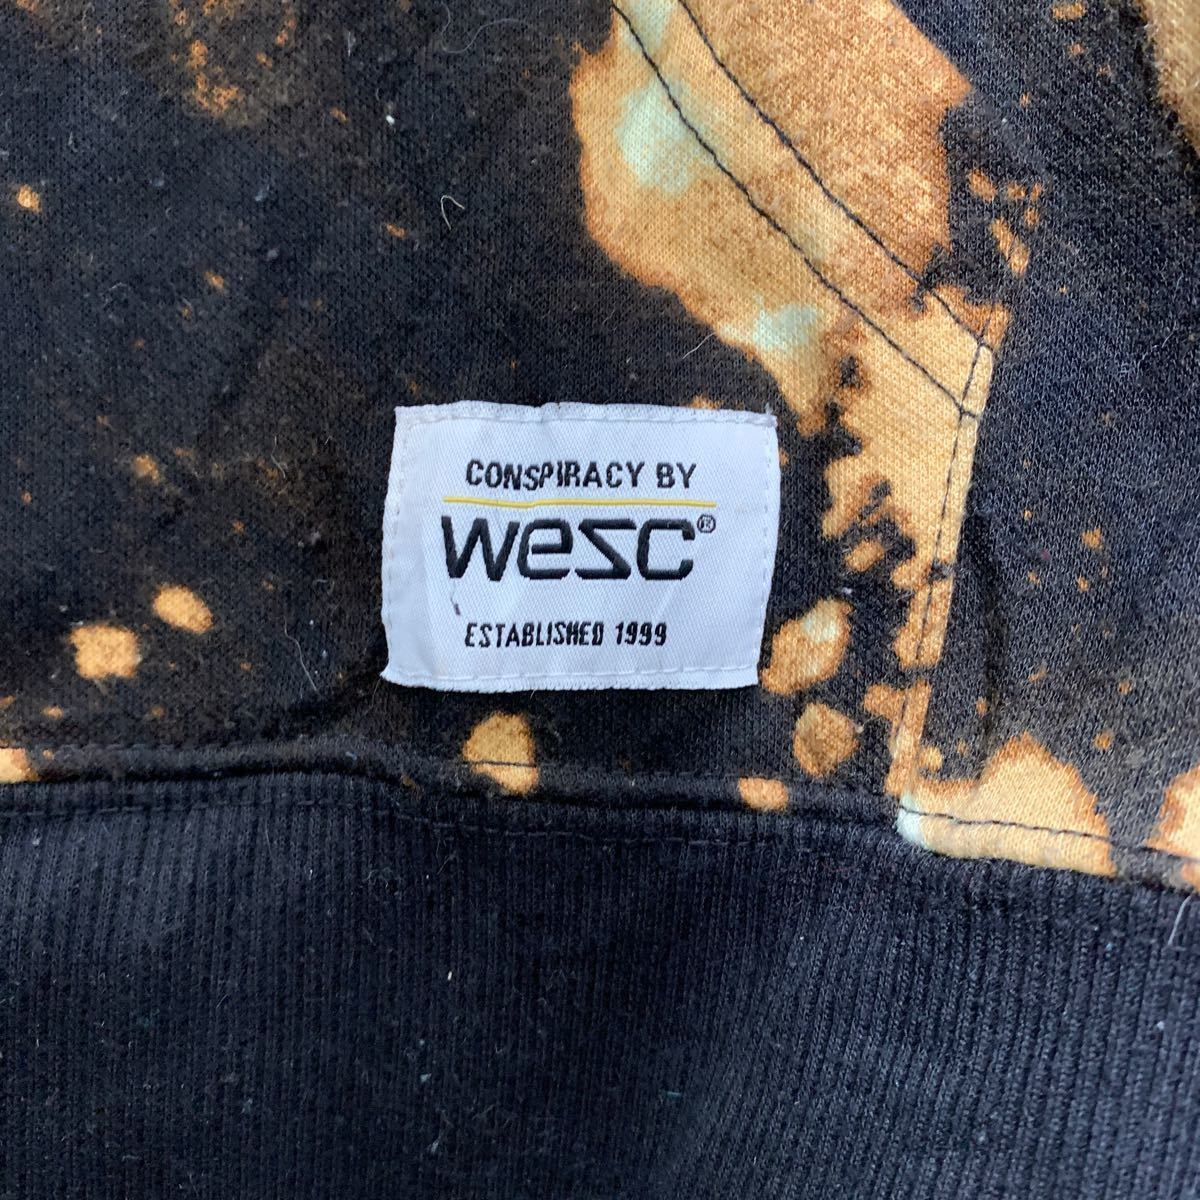 CONSPIRACY BY
wesc®
ESTABLISHED 1999